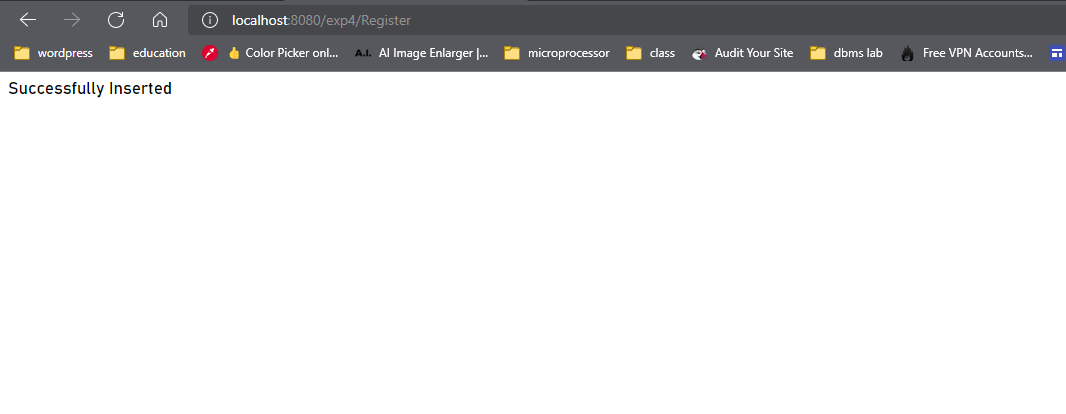 localhost:8080/exp4/Register
wordpress education Color Picker onl... A.I. AI Image Enlarger |... microprocessor class Audit Your Site dbms lab Free VPN Accounts...
Successfully Inserted